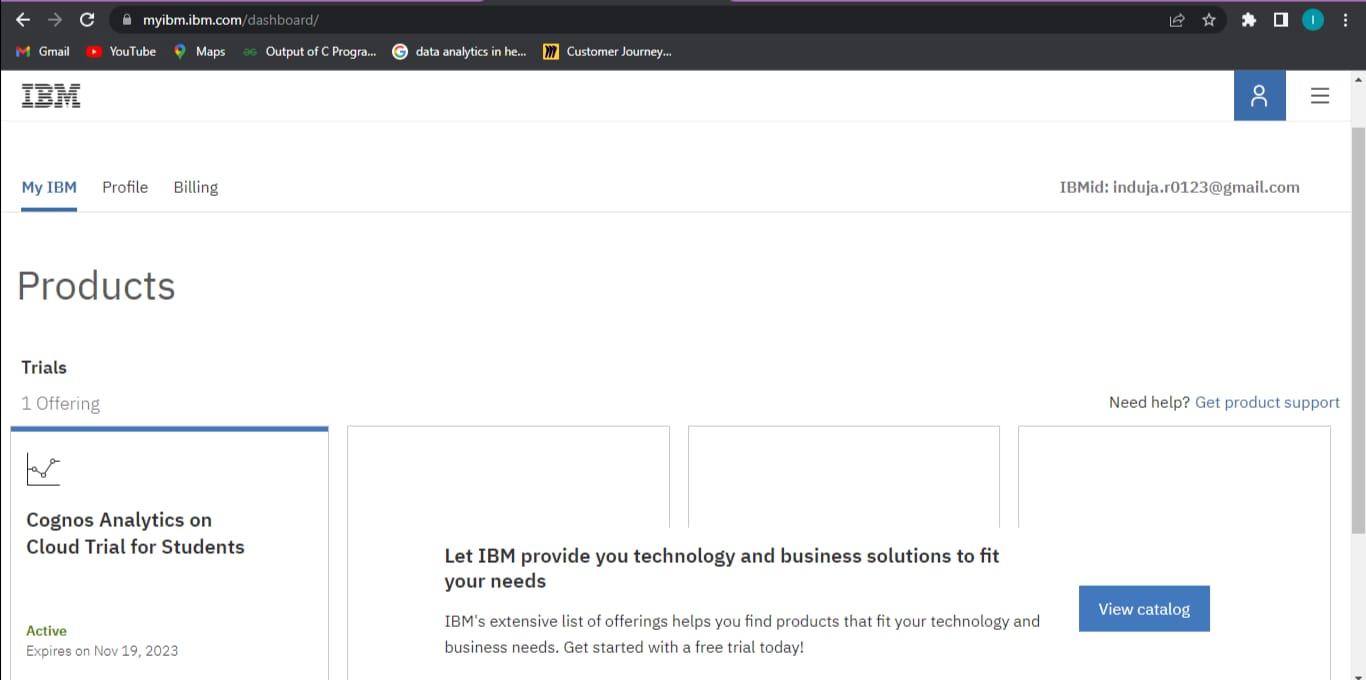 myibm.ibm.com/dashboard/
I
Gmail YouTube Maps GG Output of C Progra... G data analytics in he... m Customer Journey...
IBM
My IBM Profile Billing IBMid: induja.r0123@gmail.com
Products
Trials
1 Offering
Need help? Get product support
Cognos Analytics on
Cloud Trial for Students
Active
Expires on Nov 19, 2023
Let IBM provide you technology and business solutions to fit
your needs
IBM's extensive list of offerings helps you find products that fit your technology and
business needs. Get started with a free trial today!
View catalog